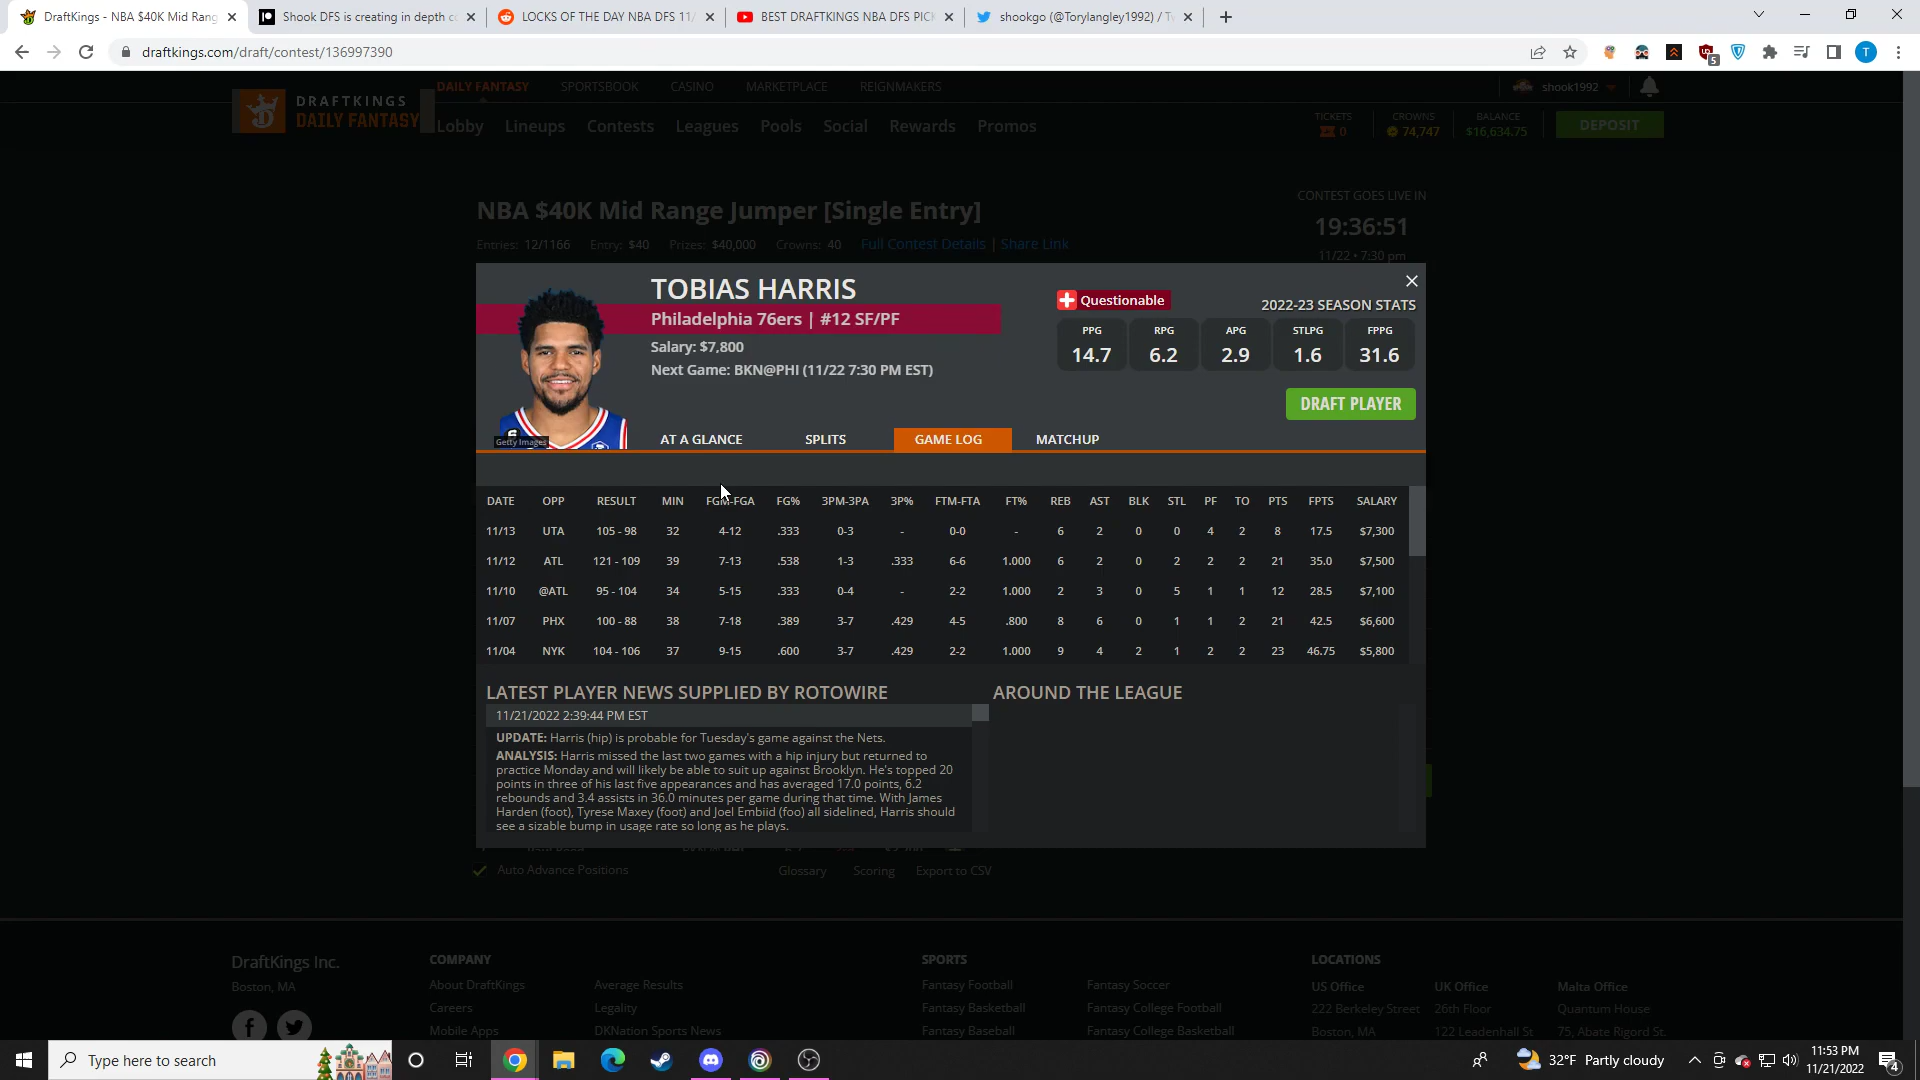 DraftKings - NBA $40K Mid Rang
Shook DFS is creating in depth co
LOCKS OF THE DAY NBA DFS 11/
BEST DRAFTKINGS NBA DFS PICK
shookgo (@Torylangley1992) / Tw
draftkings.com/draft/contest/136997390
5
T
DRAFTKINGS
DAILY FANTASY
DAILY FANTASY SPORTSBOOK CASINO MARKETPLACE REIGNMAKERS
shook1992
Lobby Lineups Contests Leagues Pools Social Rewards Promos
TICKETS CROWNS BALANCE
0 74,747 $16,634.75
DEPOSIT
NBA $40K Mid Range Jumper [Single Entry]
CONTEST GOES LIVE IN
19:36:51
Entries: 12/1166 Entry: $40 Prizes: $40,000 Crowns: 40 Full Contest Details | Share Link
11/22 • 7:30 pm
TOBIAS HARRIS
Philadelphia 76ers | #12 SF/PF
Salary: $7,800
Next Game: BKN@PHI (11/22 7:30 PM EST)
Getty Images
Questionable
2022-23 SEASON STATS
PPG RPG APG STLPG FPPG
14.7 6.2 2.9 1.6 31.6
DRAFT PLAYER
AT A GLANCE SPLITS GAME LOG MATCHUP
DATE OPP RESULT MIN FGM-FGA FG% 3PM-3PA 3P% FTM-FTA FT% REB AST BLK STL PF TO PTS FPTS SALARY
11/13 UTA 105 - 98 32 4-12 .333 0-3 - 0-0 - 6 2 0 0 4 2 8 17.5 $7,300
11/12 ATL 121 - 109 39 7-13 .538 1-3 .333 6-6 1.000 6 2 0 2 2 2 21 35.0 $7,500
11/10 @ATL 95 - 104 34 5-15 .333 0-4 - 2-2 1.000 2 3 0 5 1 1 12 28.5 $7,100
11/07 PHX 100 - 88 38 7-18 .389 3-7 .429 4-5 .800 8 6 0 1 1 2 21 42.5 $6,600
11/04 NYK 104 - 106 37 9-15 .600 3-7 .429 2-2 1.000 9 4 2 1 2 2 23 46.75 $5,800
LATEST PLAYER NEWS SUPPLIED BY ROTOWIRE
AROUND THE LEAGUE
11/21/2022 2:39:44 PM EST
UPDATE: Harris (hip) is probable for Tuesday's game against the Nets.
ANALYSIS: Harris missed the last two games with a hip injury but returned to
practice Monday and will likely be able to suit up against Brooklyn. He's topped 20
points in three of his last five appearances and has averaged 17.0 points, 6.2
rebounds and 3.4 assists in 36.0 minutes per game during that time. With James
Harden (foot), Tyrese Maxey (foot) and Joel Embiid (foo) all sidelined, Harris should
see a sizable bump in usage rate so long as he plays.
Auto Advance Positions
Glossary Scoring Export to CSV
DraftKings Inc.
Boston, MA
COMPANY
About DraftKings
Careers
Mobile Apps
Average Results
Legality
DKNation Sports News
SPORTS
Fantasy Football
Fantasy Basketball
Fantasy Baseball
Fantasy Soccer
Fantasy College Football
Fantasy College Basketball
LOCATIONS
US Office
222 Berkeley Street
Boston, MA
UK Office
26th Floor
122 Leadenhall St
Malta Office
Quantum House
75, Abate Rigord St.
Type here to search
32°F Partly cloudy
11:53 PM
11/21/2022
4